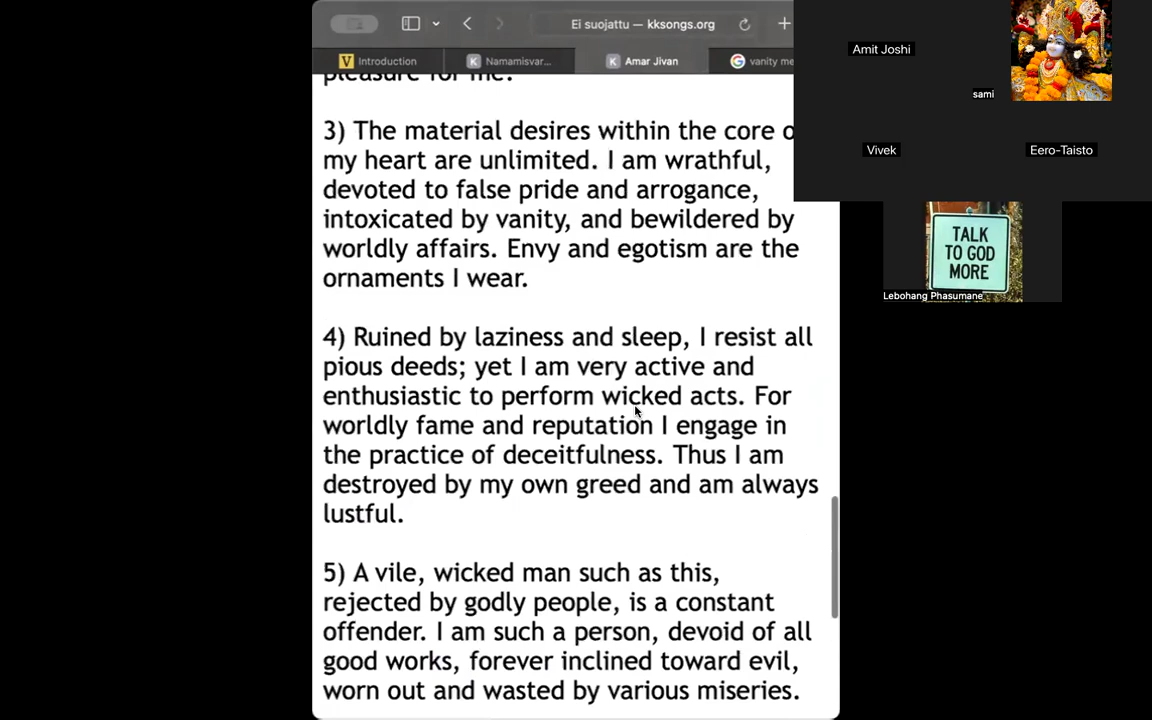 Ei suojattu — kksongs.org
Introduction
Namamisvar...
Amar Jivan
vanity me
pleasure for me.
3) The material desires within the core o
my heart are unlimited. I am wrathful,
devoted to false pride and arrogance,
intoxicated by vanity, and bewildered by
worldly affairs. Envy and egotism are the
ornaments I wear.
4) Ruined by laziness and sleep, I resist all
pious deeds; yet I am very active and
enthusiastic to perform wicked acts. For
worldly fame and reputation I engage in
the practice of deceitfulness. Thus I am
destroyed by my own greed and am always
lustful.
5) A vile, wicked man such as this,
rejected by godly people, is a constant
offender. I am such a person, devoid of all
good works, forever inclined toward evil,
worn out and wasted by various miseries.
Amit Joshi
sami
Vivek
Eero-Taisto
TALK
TO GOD
MORE
Lebohang Phasumane